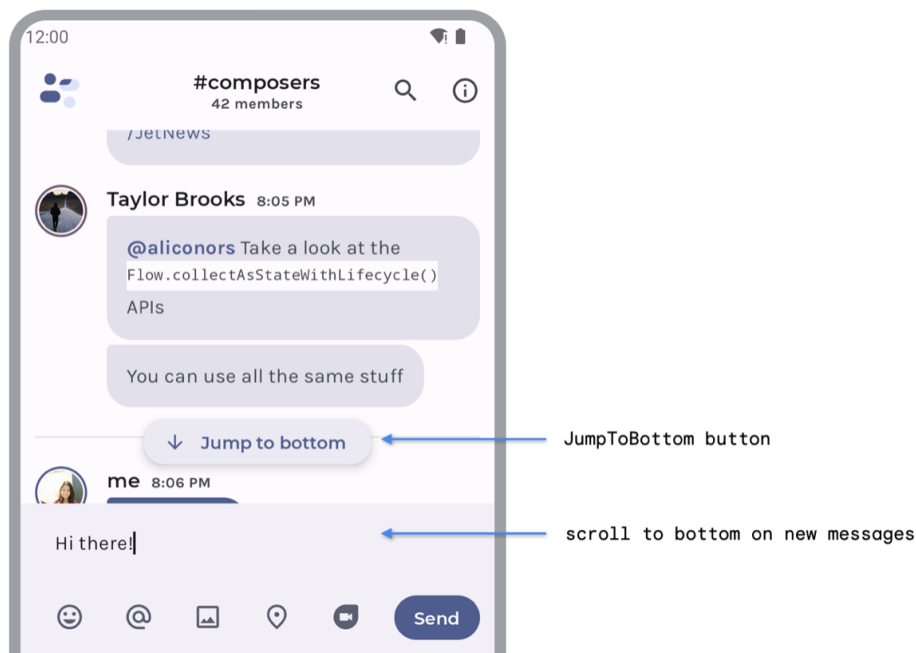 12:00
#composers
42 members
/JetNews
Taylor Brooks 8:05 PM
@aliconors Take a look at the
Flow.collectAsStateWithLifecycle()
APIs
You can use all the same stuff
Jump to bottom
JumpToBottom button
me 8:06 PM
Hi there!
scroll to bottom on new messages
Send